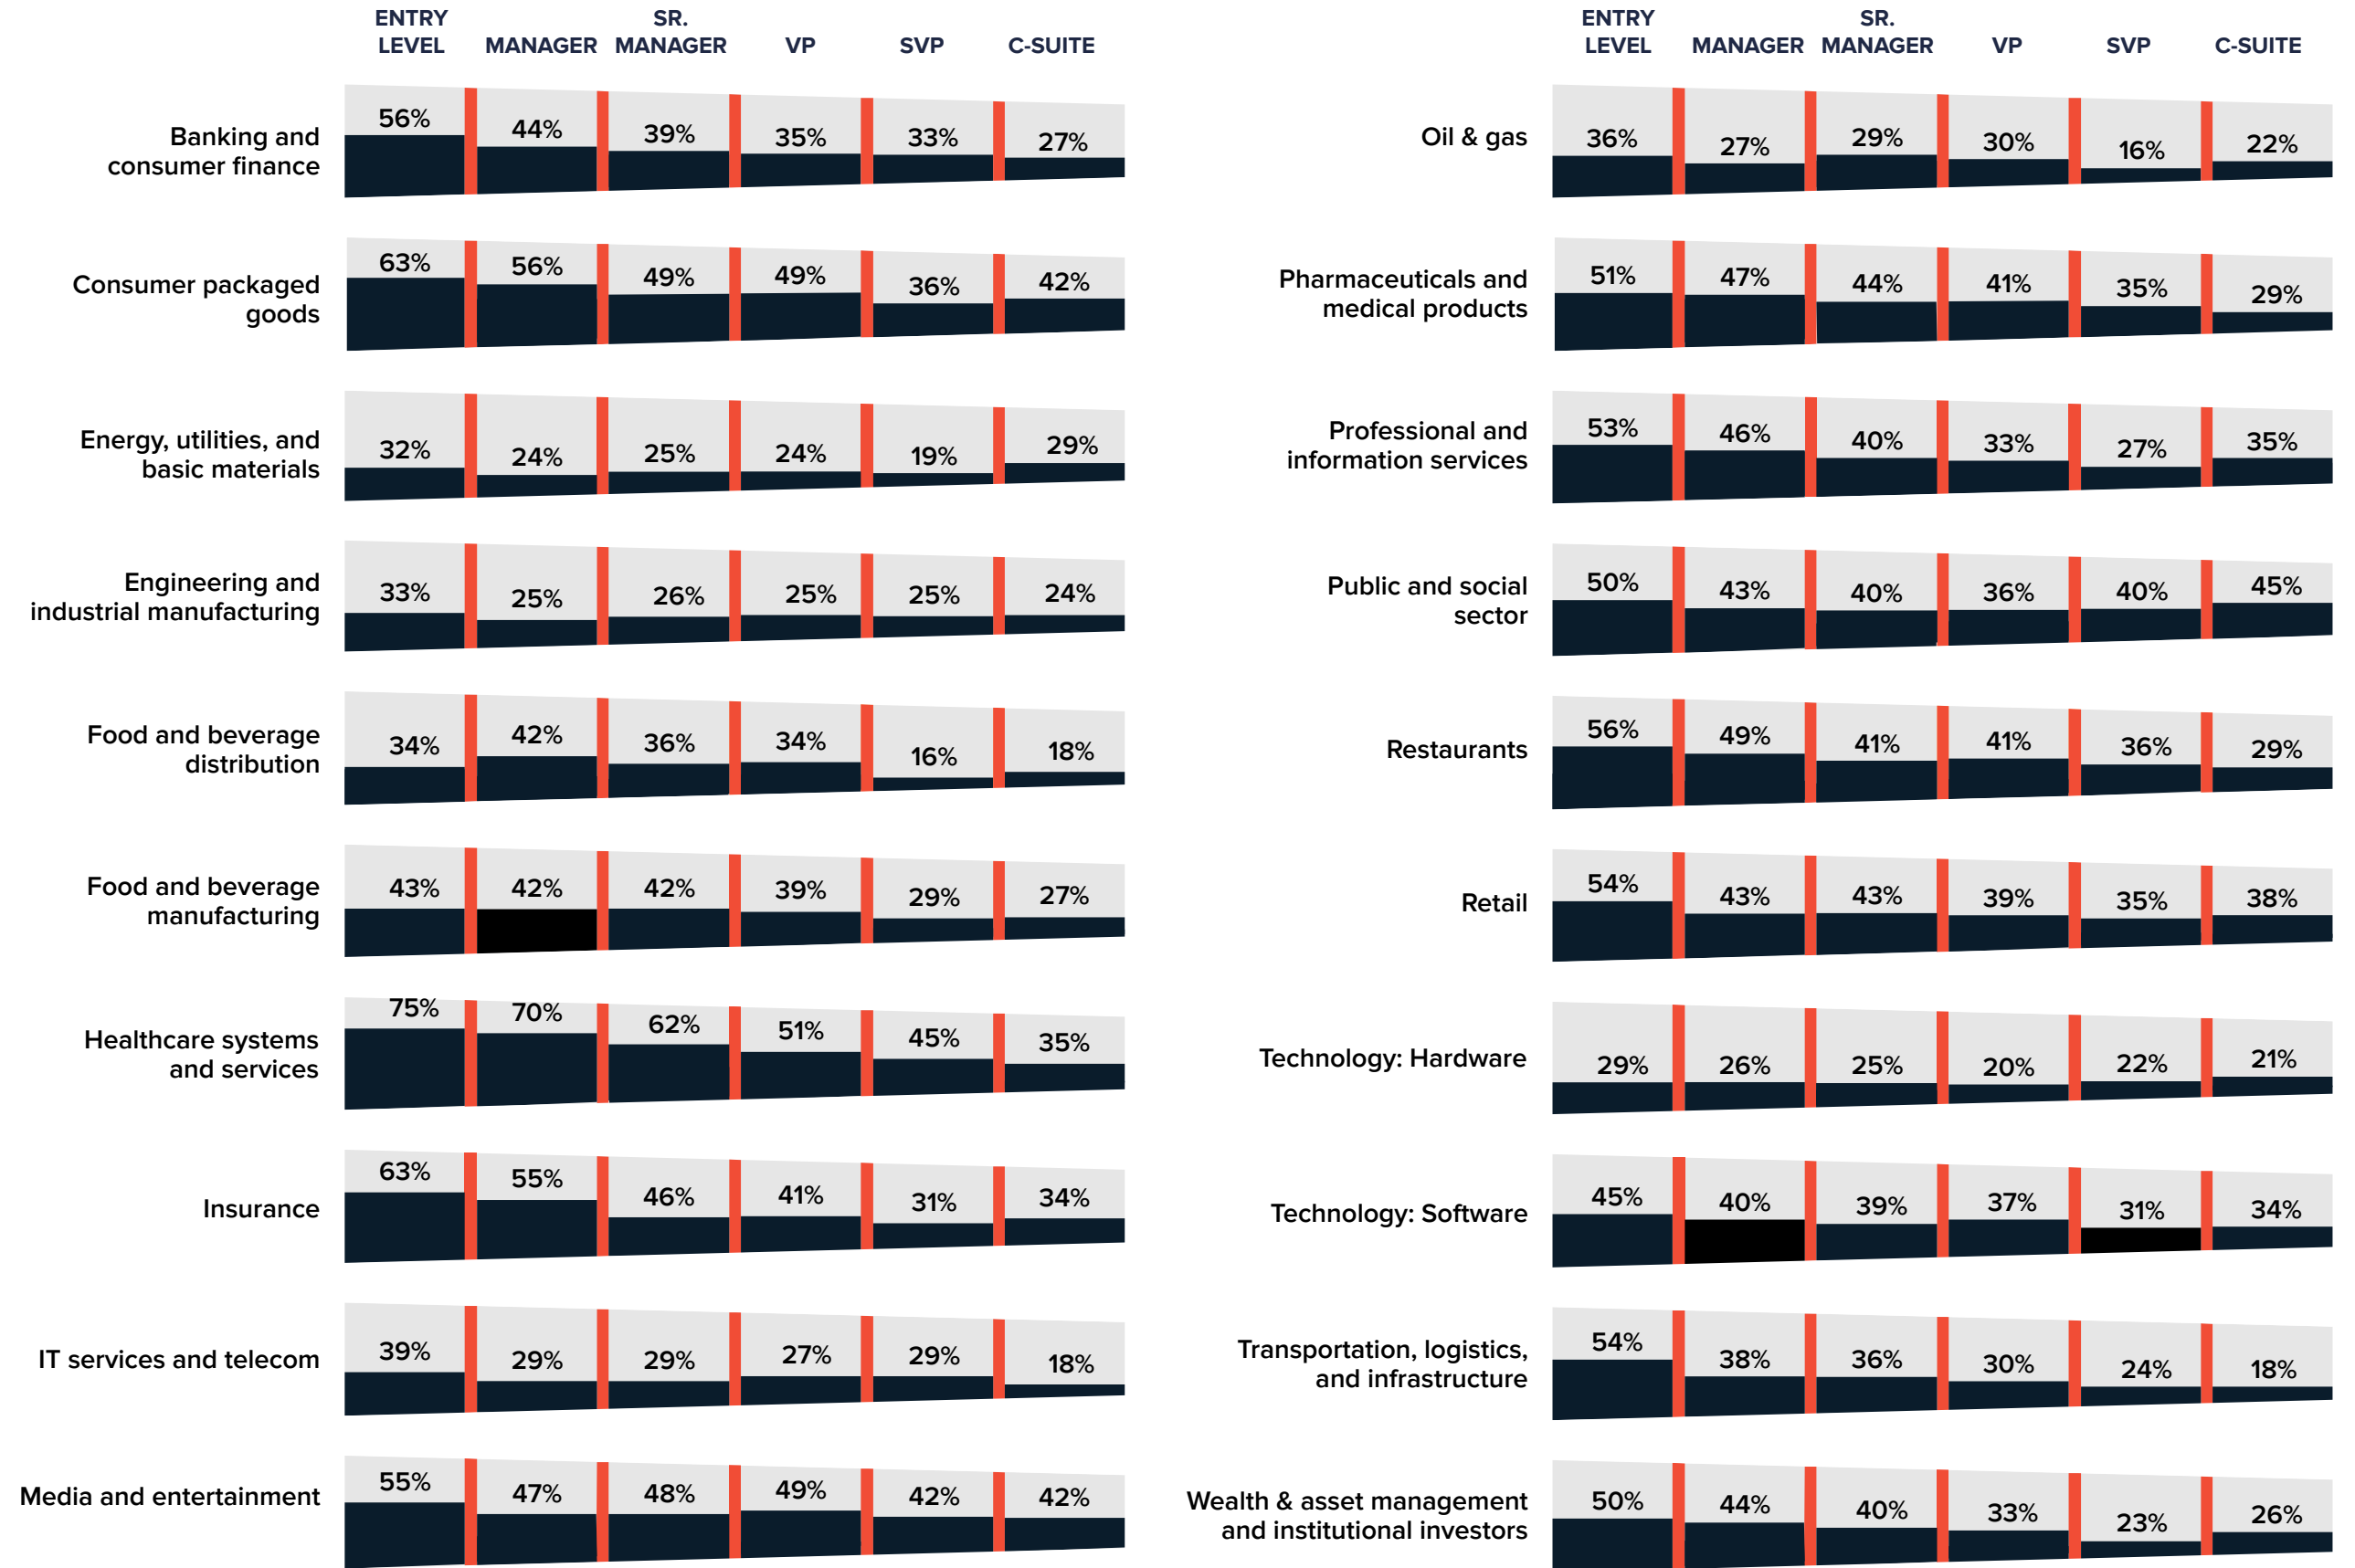 ENTRY
LEVEL MANAGER SR.
MANAGER VP SVP C-SUITE
Banking and
consumer finance
56% 44% 39% 35% 33% 27%
Consumer packaged
goods
63% 56% 49% 49% 36% 42%
Energy, utilities, and
basic materials
32% 24% 25% 24% 19% 29%
Engineering and
industrial manufacturing
33% 25% 26% 25% 25% 24%
Food and beverage
distribution
34% 42% 36% 34% 16% 18%
Food and beverage
manufacturing
43% 42% 42% 39% 29% 27%
Healthcare systems
and services
75% 70% 62% 51% 45% 35%
Insurance
63% 55% 46% 41% 31% 34%
IT services and telecom
39% 29% 29% 27% 29% 18%
Media and entertainment
55% 47% 48% 49% 42% 42%
ENTRY
LEVEL MANAGER SR.
MANAGER VP SVP C-SUITE
Oil & gas
36% 27% 29% 30% 16% 22%
Pharmaceuticals and
medical products
51% 47% 44% 41% 35% 29%
Professional and
information services
53% 46% 40% 33% 27% 35%
Public and social
sector
50% 43% 40% 36% 40% 45%
Restaurants
56% 49% 41% 41% 36% 29%
Retail
54% 43% 43% 39% 35% 38%
Technology: Hardware
29% 26% 25% 20% 22% 21%
Technology: Software
45% 40% 39% 37% 31% 34%
Transportation, logistics,
and infrastructure
54% 38% 36% 30% 24% 18%
Wealth & asset management
and institutional investors
50% 44% 40% 33% 23% 26%